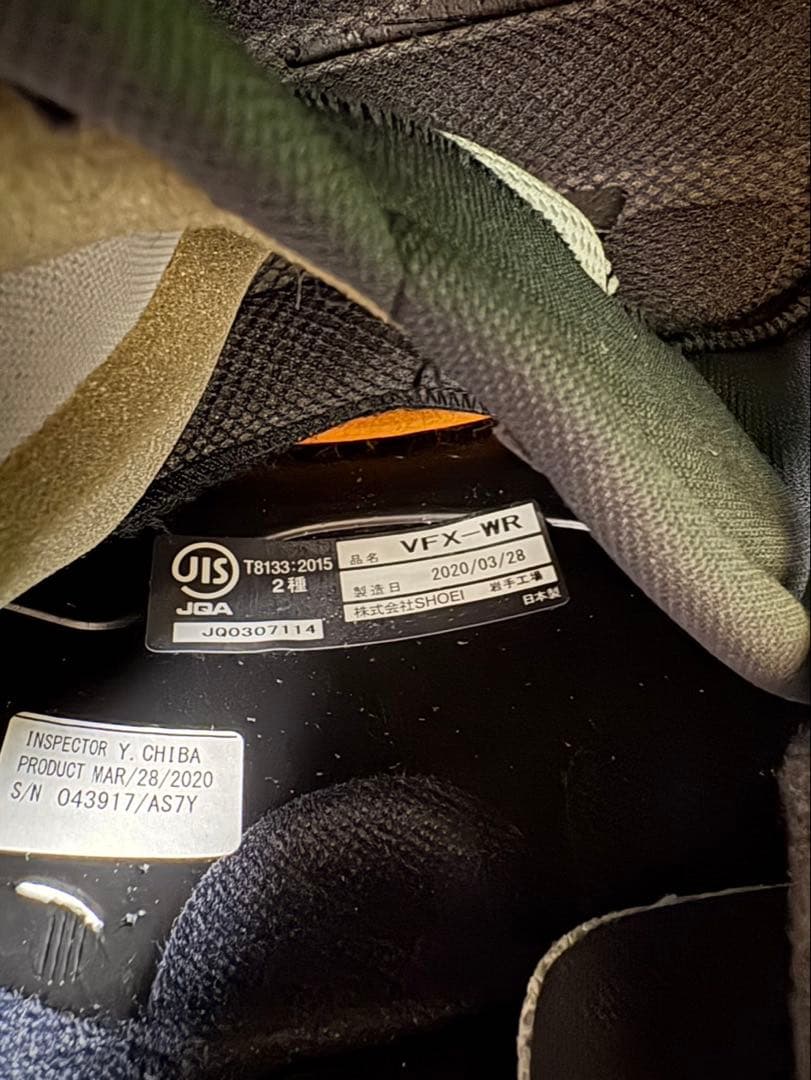 JIS
JQA
T8133:2015
2種
JQ0307114
品名 VFX-WR
製造日 2020/03/28
株式会社SHOEI 岩手工場
日本製
INSPECTOR Y. CHIBA
PRODUCT MAR/28/2020
S/N 043917/AS7Y